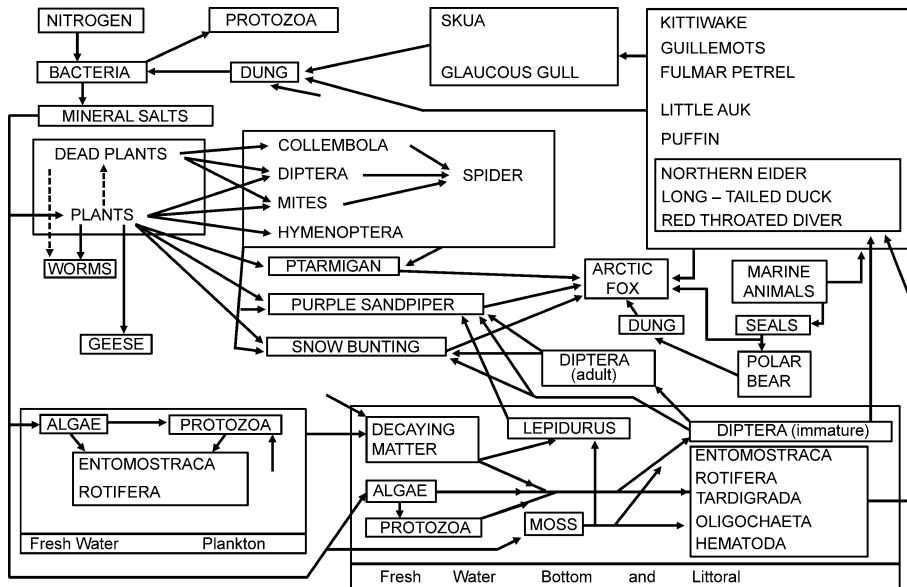 NITROGEN
PROTOZOA
SKUA
KITTIWAKE
GUILLEMOTS
BACTERIA
DUNG
GLAUCOUS GULL
FULMAR PETREL
MINERAL SALTS
LITTLE AUK
PUFFIN
DEAD PLANTS
COLLEMBOLA
DIPTERA
SPIDER
NORTHERN EIDER
LONG – TAILED DUCK
RED THROATED DIVER
PLANTS
MITES
HYMENOPTERA
WORMS
PTARMIGAN
ARCTIC
FOX
MARINE
ANIMALS
PURPLE SANDPIPER
DUNG
SEALS
GEESE
SNOW BUNTING
DIPTERA
(adult)
POLAR
BEAR
ALGAE
PROTOZOA
DECAYING
MATTER
LEPIDURUS
DIPTERA (immature)
ENTOMOSTRACA
ROTIFERA
ENTOMOSTRACA
ROTIFERA
TARDIGRADA
OLIGOCHAETA
HEMATODA
ALGAE
PROTOZOA
MOSS
Fresh Water Plankton
Fresh Water Bottom and Littoral